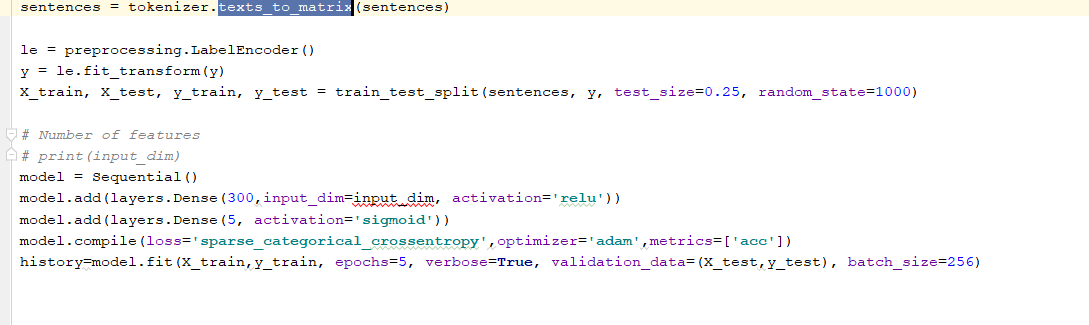 sentences = tokenizer.texts_to_matrix(sentences)
le = preprocessing.LabelEncoder()
y = le.fit_transform(y)
X_train, X_test, y_train, y_test = train_test_split(sentences, y, test_size=0.25, random_state=1000)
# Number of features
# print(input_dim)
model = Sequential()
model.add(layers.Dense(300,input_dim=input_dim, activation='relu'))
model.add(layers.Dense(5, activation='sigmoid'))
model.compile(loss='sparse_categorical_crossentropy',optimizer='adam',metrics=['acc'])
history=model.fit(X_train,y_train, epochs=5, verbose=True, validation_data=(X_test,y_test), batch_size=256)